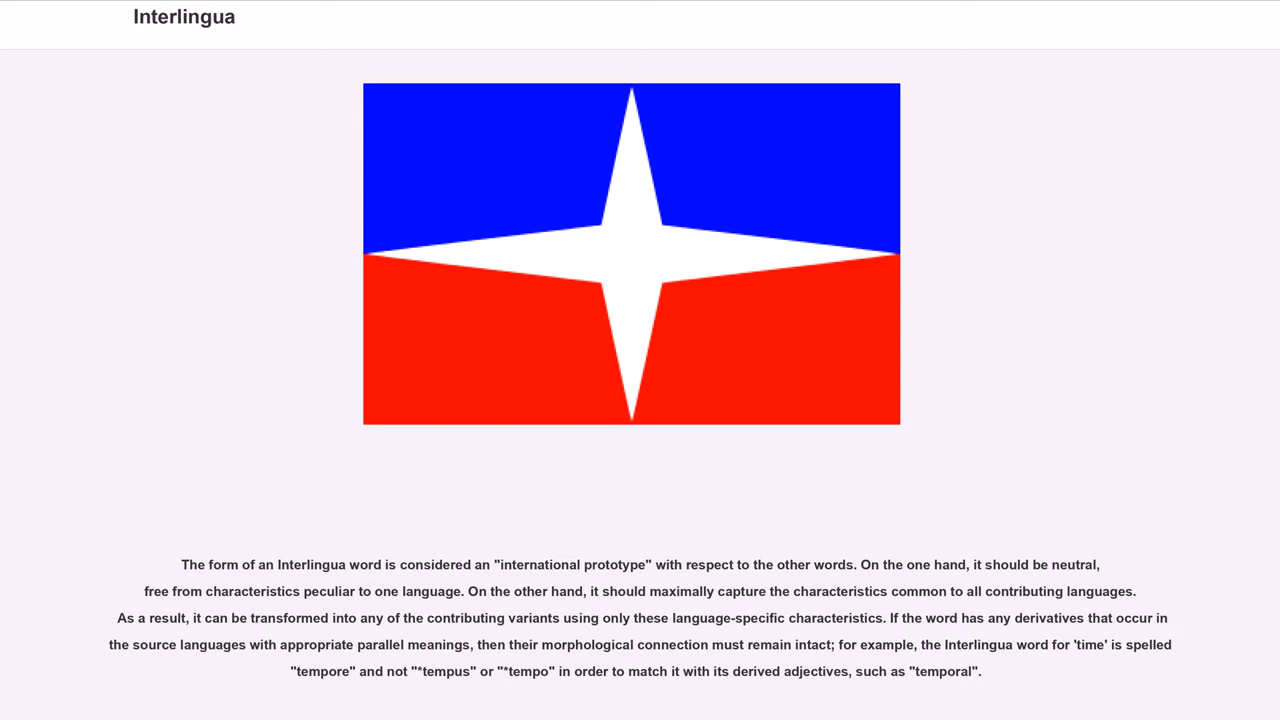 Interlingua
The form of an Interlingua word is considered an "international prototype" with respect to the other words. On the one hand, it should be neutral,
free from characteristics peculiar to one language. On the other hand, it should maximally capture the characteristics common to all contributing languages.
As a result, it can be transformed into any of the contributing variants using only these language-specific characteristics. If the word has any derivatives that occur in
the source languages with appropriate parallel meanings, then their morphological connection must remain intact; for example, the Interlingua word for 'time' is spelled
"tempore" and not "*tempus" or "*tempo" in order to match it with its derived adjectives, such as "temporal".